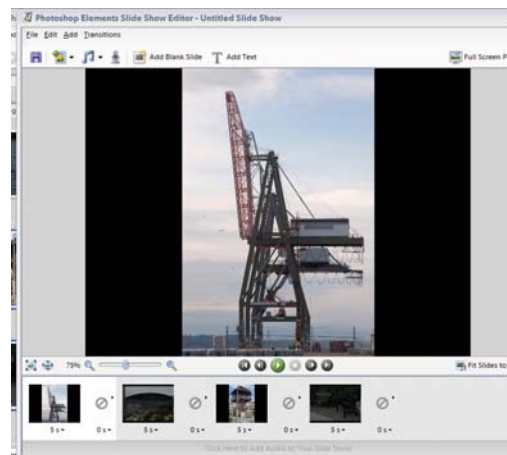 Photoshop Elements Slide Show Editor - Untitled Slide Show
File Edit Add Transitions
Add Blank Slide T Add Text Full Screen P
75% Fit Slides to
5 s 0 s 5 s 0 s 5 s 0 s 5 s 0 s
Click Here to Add Audio to Your Slide Show